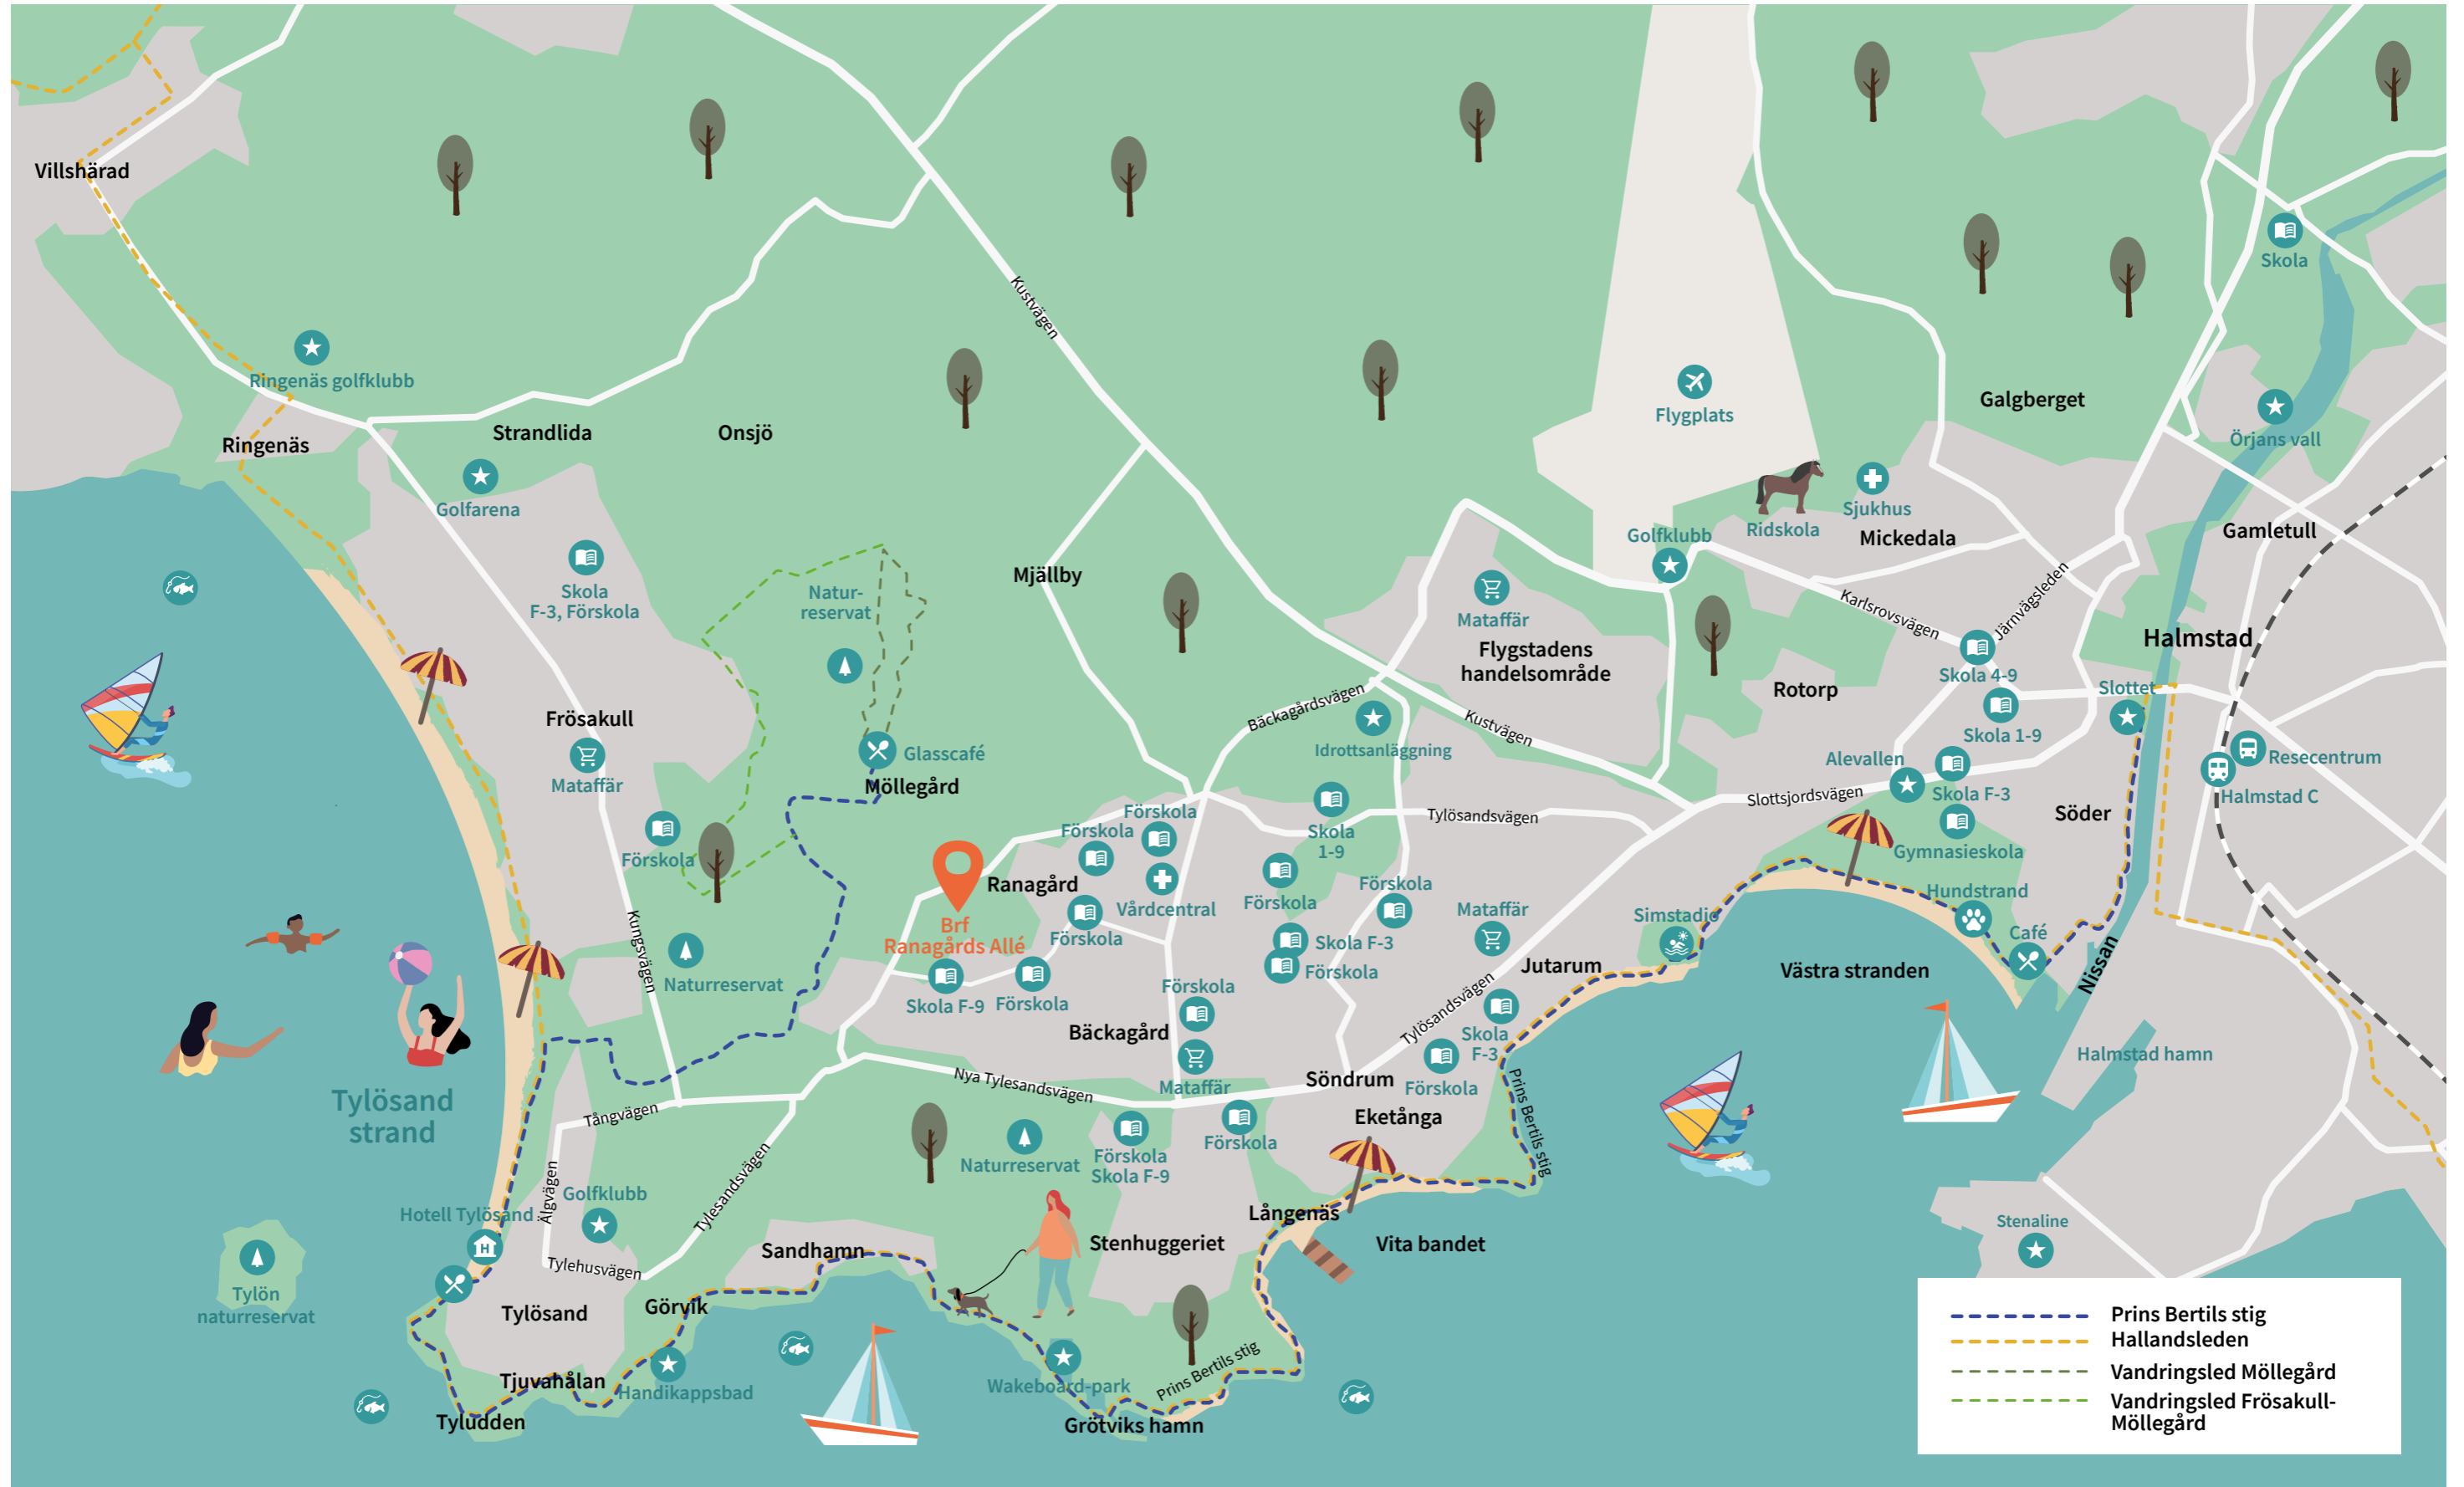 Villshärad
Ringenäs golfklubb
Ringenäs
Strandlida
Onsjö
Golfarena
Skola
F-3, Förskola
Natur-
reservat
Mjällby
Kustvägen
Flygplats
Galgberget
Skola
Örjans vall
Sjukhus
Ridskola
Golfklubb
Mickedala
Gamletull
Mataffär
Flygstadens
handelsområde
Karlsrovsvägen
Järnvägsleden
Halmstad
Skola 4-9
Rotorp
Slottet
Skola 1-9
Frösakull
Mataffär
Glasscafé
Möllegård
Bäckagårdsvägen
Idrottsanläggning
Kustvägen
Alevallen
Resecentrum
Halmstad C
Slottsjordsvägen
Skola F-3
Söder
Gymnasieskola
Förskola
Förskola
Förskola
Skola
1-9
Tylösandsvägen
Ranagård
Vårdcentral
Förskola
Förskola
Mataffär
Simstadio
Hundstrand
Café
Nissan
Brf
Ranagårds Allé
Förskola
Skola F-3
Förskola
Jutarum
Västra stranden
Kungsvägen
Naturreservat
Skola F-9
Förskola
Förskola
Bäckagård
Tylösandsvägen
Skola
F-3
Halmstad hamn
Mataffär
Söndrum
Förskola
Nya Tylesandsvägen
Tylösand
strand
Tångvägen
Eketånga
Prins Bertils stig
Naturreservat
Förskola
Skola F-9
Förskola
Älgvägen
Golfklubb
Tylesandsvägen
Hotell Tylösand
Långenäs
Vita bandet
Stenhuggeriet
Sandhamn
Stenaline
Tylehusvägen
Tylön
naturreservat
Tylösand
Görvik
Tjuvahålan
Handikappsbad
Wakeboard-park
Prins Bertils stig
Tyludden
Grötviks hamn
H
Prins Bertils stig
Hallandsleden
Vandringsled Möllegård
Vandringsled Frösakull-
Möllegård